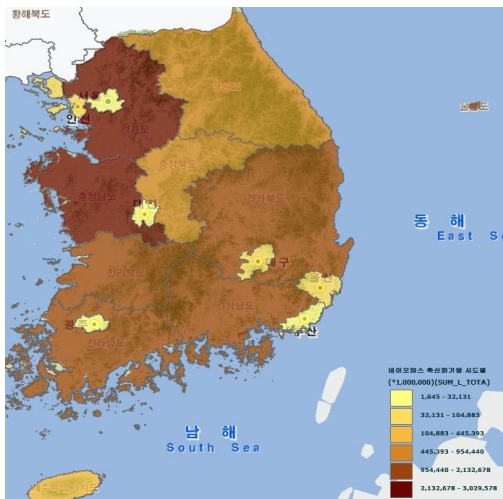 황해북도
서울
인천
경기도
강원도
충청북도
충청남도
대전
경상북도
울릉도
동 해
East Se
전라북도
대구
울산
경상남도
부산
광주
전라남도
남 해
South Sea
바이오매스 축산폐기물 시도별
(*1,000,000)(SUM_L_TOTA)
1,645 - 32,131
32,131 - 104,883
104,883 - 445,393
445,393 - 954,440
954,440 - 2,132,678
2,132,678 - 3,029,578